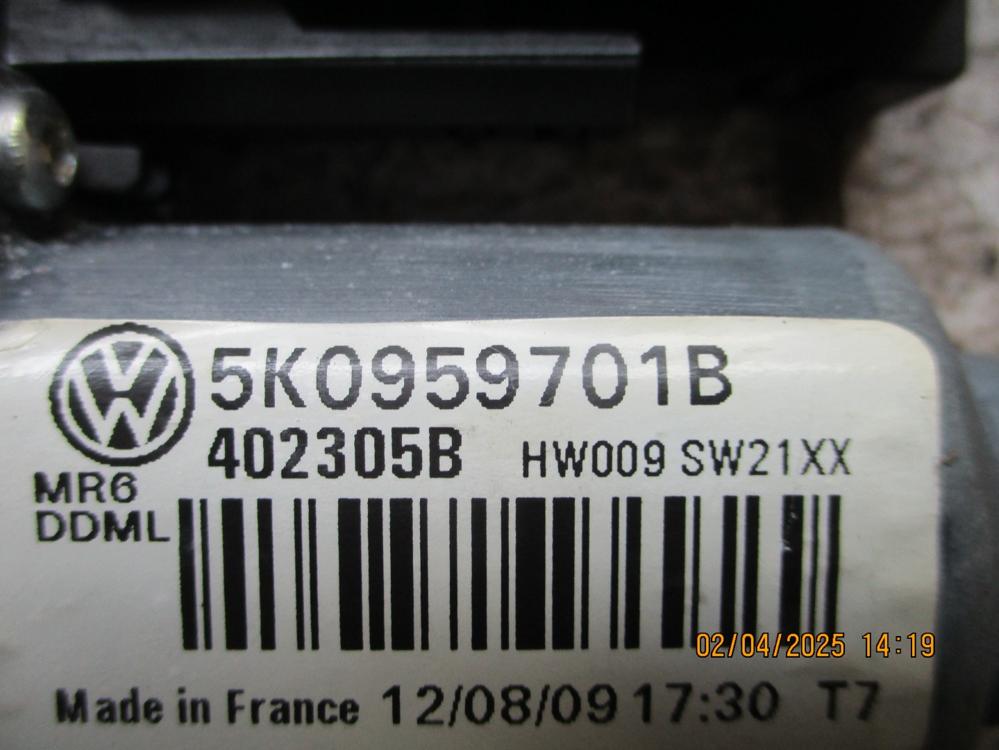 5K0959701B
402305B HW009 SW21XX
MR6
DDML
02/04/2025 14:19
Made in France 12/08/09 17:30 T7